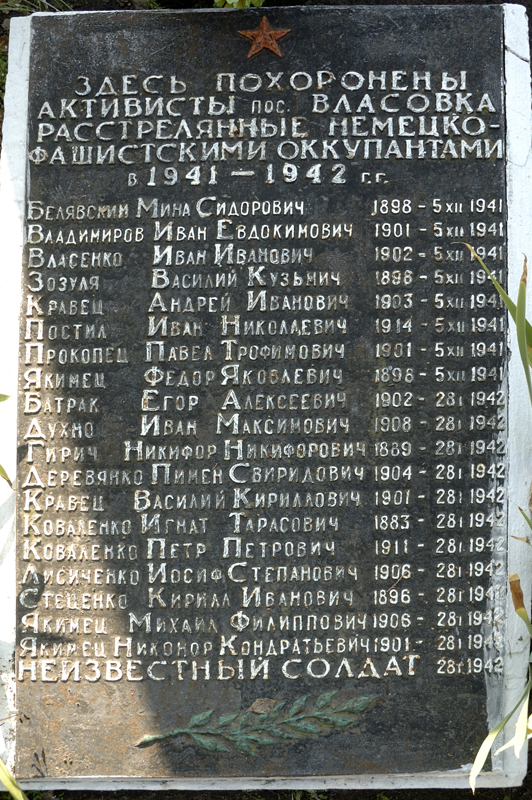 ЗДЕСЬ ПОХОРОНЕНЫ
АКТИВИСТЫ ПОС. ВЛАСОВКА
РАССТРЕЛЯННЫЕ НЕМЕЦКО-
ФАШИСТСКИМИ ОККУПАНТАМИ
В 1941 — 1942 Г.Г.
БЕЛЯВСКИЙ МИНА СИДОРОВИЧ 1898 - 5 XII 1941
ВЛАДИМИРОВ ИВАН ЕВДОКИМОВИЧ 1901 - 5 XII 1941
ВЛАСЕНКО ИВАН ИВАНОВИЧ 1902 - 5 XII 1941
ЗОЗУЛЯ ВАСИЛИЙ КУЗЬМИЧ 1898 - 5 XII 1941
КРАВЕЦ АНДРЕЙ ИВАНОВИЧ 1903 - 5 XII 1941
ПОСТИЛ ИВАН НИКОЛАЕВИЧ 1914 - 5 XII 1941
ПРОКОПЕЦ ПАВЕЛ ТРОФИМОВИЧ 1901 - 5 XII 1941
ЯКИМЕЦ ФЕДОР ЯКОВЛЕВИЧ 1898 - 5 XII 1941
БАТРАК ЕГОР АЛЕКСЕЕВИЧ 1902 - 28 I 1942
ДУХНО ИВАН МАКСИМОВИЧ 1908 - 28 I 1942
ГИРИЧ НИКИФОР НИКИФОРОВИЧ 1889 - 28 I 1942
ДЕРЕВЯНКО ПИМЕН СВИРИДОВИЧ 1904 - 28 I 1942
КРАВЕЦ ВАСИЛИЙ КИРИЛЛОВИЧ 1901 - 28 I 1942
КОВАЛЕНКО ИГНАТ ТАРАСОВИЧ 1883 - 28 I 1942
КОВАЛЕНКО ПЕТР ПЕТРОВИЧ 1911 - 28 I 1942
ЛИСИЧЕНКО ИОСИФ СТЕПАНОВИЧ 1906 - 28 I 1942
СТЕЦЕНКО КИРИЛЛ ИВАНОВИЧ 1896 - 28 I 1942
ЯКИМЕЦ МИХАИЛ ФИЛИППОВИЧ 1906 - 28 I 1942
ЯКИМЕЦ НИКОНОР КОНДРАТЬЕВИЧ 1901 - 28 I 1942
НЕИЗВЕСТНЫЙ СОЛДАТ 28 I 1942